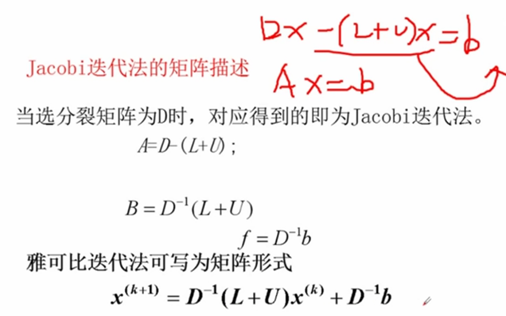 Dx-(L+U)x=b
Jacobi迭代法的矩阵描述
Ax=b
当选分裂矩阵为D时，对应得到的即为Jacobi迭代法。
A=D-(L+U);
B=D⁻¹(L+U)
f=D⁻¹b
雅可比迭代法可写为矩阵形式
x⁽ᵏ⁺¹⁾=D⁻¹(L+U)x⁽ᵏ⁾+D⁻¹b